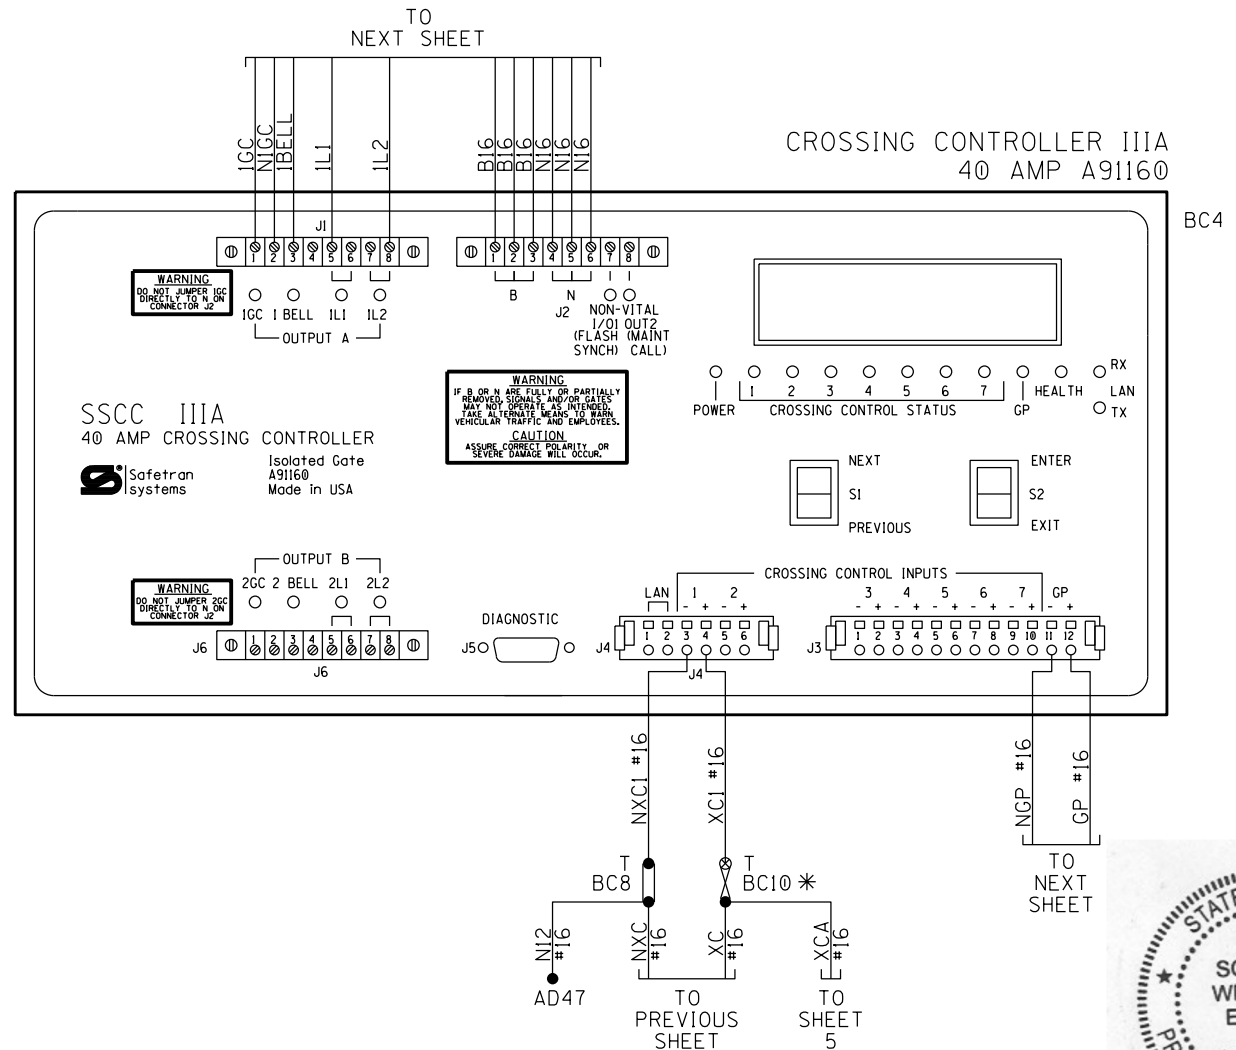 TO
NEXT SHEET
1GC
N1GC
1BELL
1L1
1L2
B16
B16
B16
N16
N16
N16
CROSSING CONTROLLER IIIA
40 AMP A91160
BC4
J1
1 2 3 4 5 6 7 8
1 2 3 4 5 6 7 8
WARNING
DO NOT JUMPER 1GC
DIRECTLY TO N ON
CONNECTOR J2
1GC 1 BELL 1L1 1L2
OUTPUT A
B N
J2
NON-VITAL
I/O1 OUT2
(FLASH (MAINT
SYNCH) CALL)
WARNING
IF B OR N ARE FULLY OR PARTIALLY
REMOVED, SIGNALS AND/OR GATES
MAY NOT OPERATE AS INTENDED.
TAKE ALTERNATE MEANS TO WARN
VEHICULAR TRAFFIC AND EMPLOYEES.
CAUTION
ASSURE CORRECT POLARITY OR
SEVERE DAMAGE WILL OCCUR.
RX
LAN
TX
POWER
1 2 3 4 5 6 7
CROSSING CONTROL STATUS
GP
HEALTH
SSCC IIIA
40 AMP CROSSING CONTROLLER
Safetran
systems
Isolated Gate
A91160
Made in USA
NEXT
S1
PREVIOUS
ENTER
S2
EXIT
OUTPUT B
2GC 2 BELL 2L1 2L2
WARNING
DO NOT JUMPER 2GC
DIRECTLY TO N ON
CONNECTOR J2
J6
1 2 3 4 5 6 7 8
J6
DIAGNOSTIC
J5
CROSSING CONTROL INPUTS
LAN 1 2
- + - +
J4
1 2 3 4 5 6
J4
3 4 5 6 7 GP
- + - + - + - + - + - +
J3
1 2 3 4 5 6 7 8 9 10 11 12
NXC1 #16
XC1 #16
NGP #16
GP #16
TO
NEXT
SHEET
T
BC8
T
BC10 *
N12
#16
NXC
#16
XC
#16
XCA
#16
AD47
TO
PREVIOUS
SHEET
TO
SHEET
5
STATE